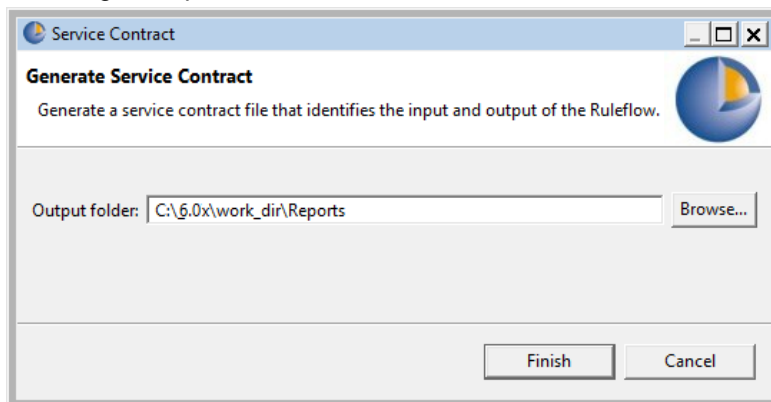 Service Contract
Generate Service Contract
Generate a service contract file that identifies the input and output of the Ruleflow.
Output folder: C:\6.0x\work_dir\Reports Browse...
Finish Cancel